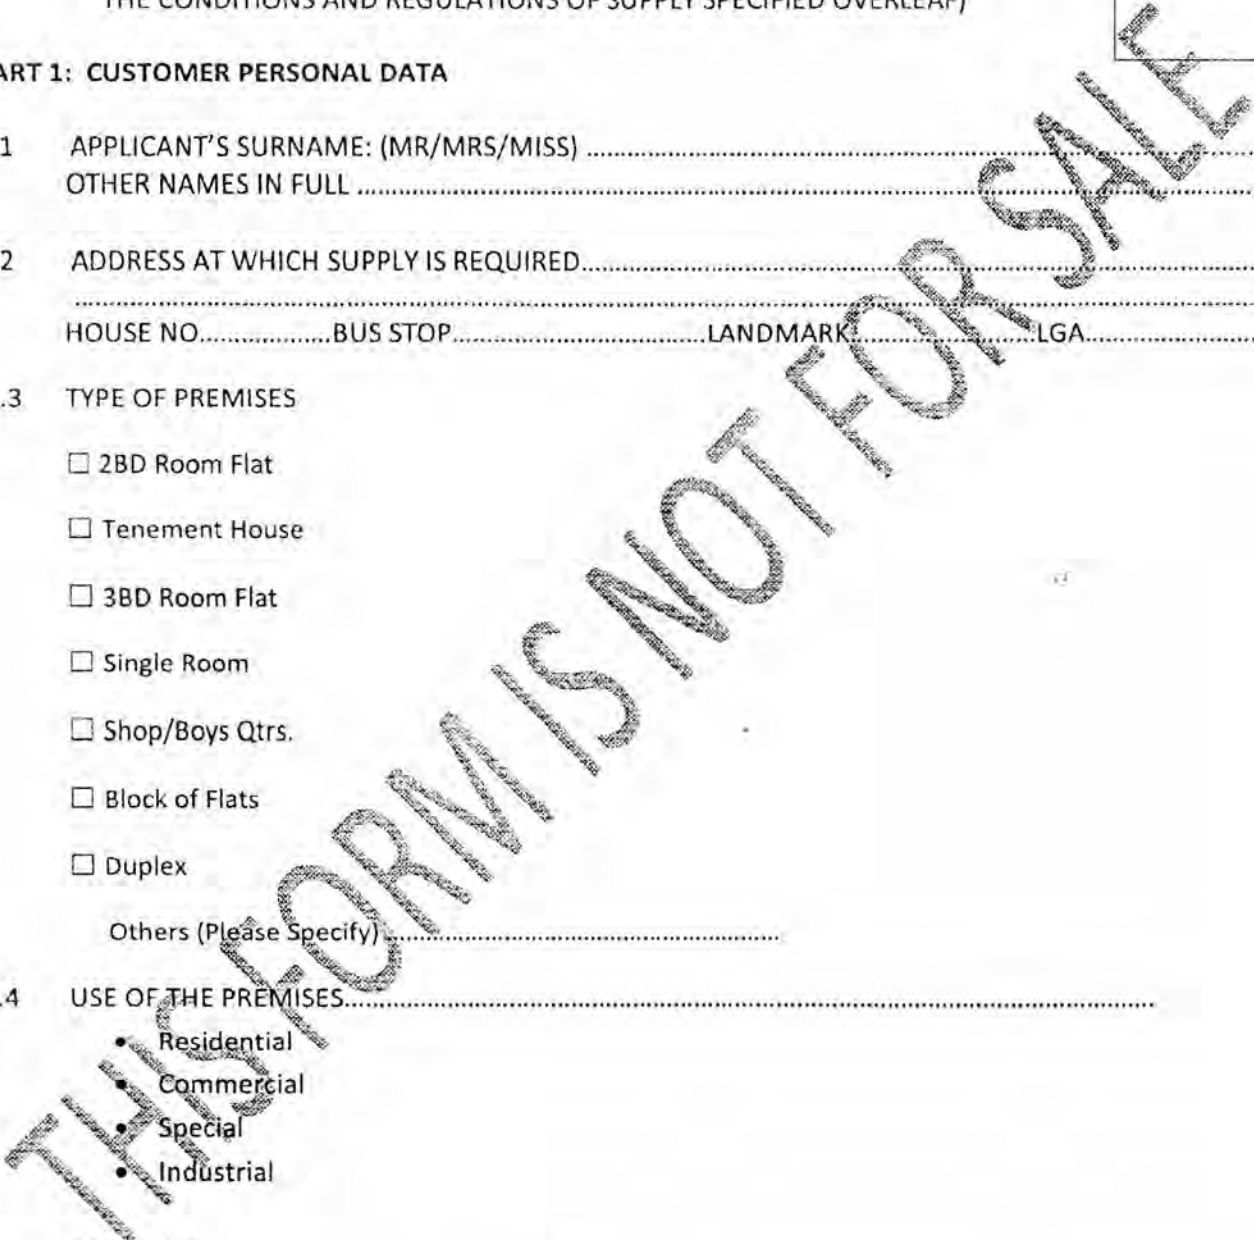 THE CONDITIONS AND REGULATIONS OF SUPPLY SPECIFIED OVERLEAF)
ART 1: CUSTOMER PERSONAL DATA
1 APPLICANT'S SURNAME: (MR/MRS/MISS) ........................................
OTHER NAMES IN FULL ........................................
2 ADDRESS AT WHICH SUPPLY IS REQUIRED........................................
........................................
HOUSE NO..................BUS STOP...................................LANDMARK..........................LGA........................
.3 TYPE OF PREMISES
☐ 2BD Room Flat
☐ Tenement House
☐ 3BD Room Flat
☐ Single Room
☐ Shop/Boys Qtrs.
☐ Block of Flats
☐ Duplex
Others (Please Specify)........................................
.4 USE OF THE PREMISES........................................
• Residential
• Commercial
• Special
• Industrial
THIS FORM IS NOT FOR SALE